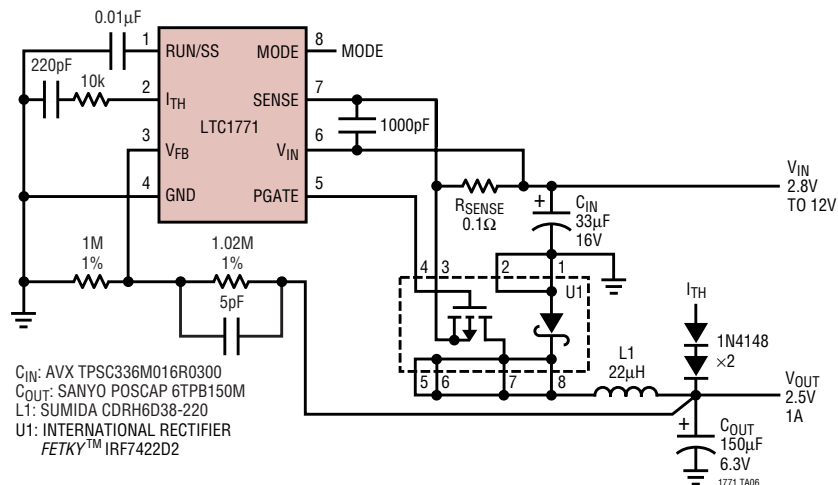 0.01µF
1
RUN/SS
MODE
8
MODE
220pF
10k
2
ITH
SENSE
7
LTC1771
1000pF
3
VFB
VIN
6
4
GND
PGATE
5
VIN
2.8V
TO 12V
RSENSE
0.1Ω
+
CIN
33µF
16V
1M
1%
1.02M
1%
5pF
4
3
2
1
U1
ITH
1N4148
×2
5
6
7
8
L1
22µH
VOUT
2.5V
1A
+
COUT
150µF
6.3V
CIN: AVX TPSC336M016R0300
COUT: SANYO POSCAP 6TPB150M
L1: SUMIDA CDRH6D38-220
U1: INTERNATIONAL RECTIFIER
FETKY™ IRF7422D2
1771 TA06